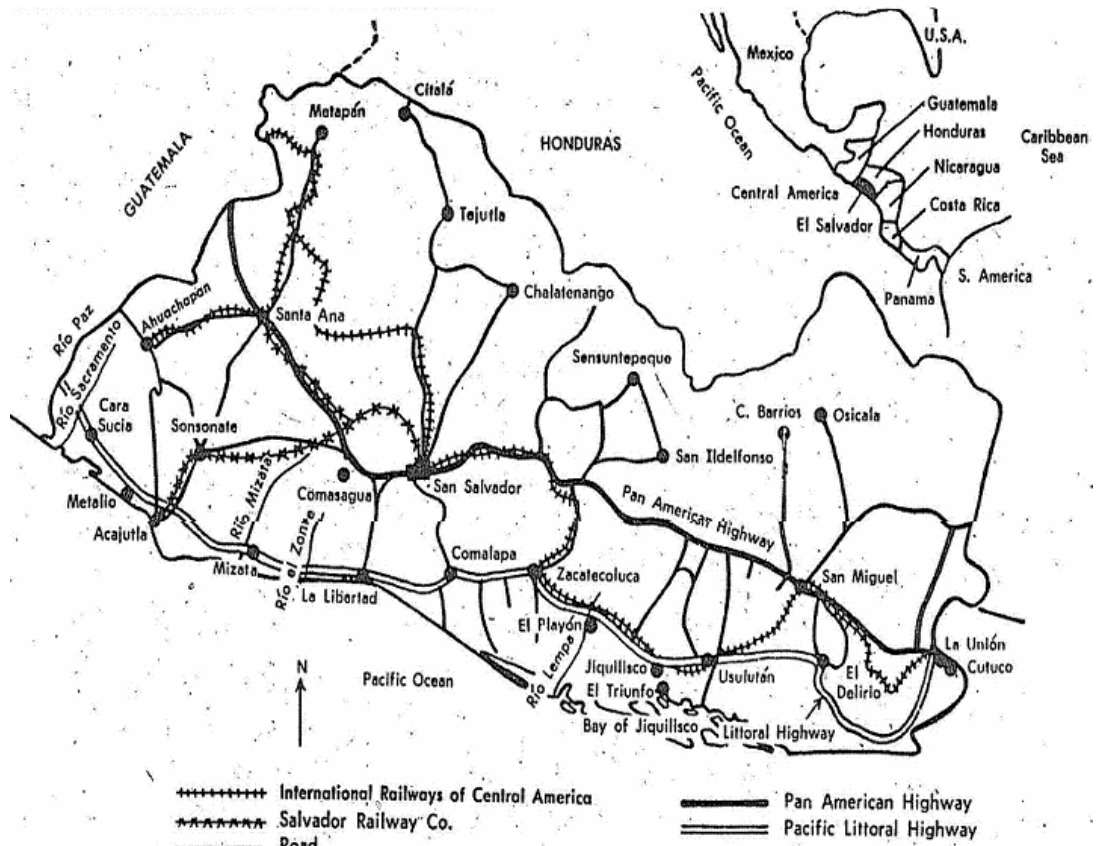 U.S.A.
Mexico
Pacific Ocean
Guatemala
Honduras
Caribbean
Sea
Nicaragua
Central America
Costa Rica
El Salvador
S. America
Panama
Citalá
Metapán
HONDURAS
GUATEMALA
Tejutla
Chalatenango
Ahuachapan
Santa Ana
Río Paz
Río Sacramento
Sensuntepeque
Cara
Sucia
Sonsonate
C. Barrios
Osicala
San Ildelfonso
Metalio
Comasagua
San Salvador
Pan American Highway
Acajutla
Río Mizata
Mizata
Río el Zonte
La Libertad
Comalapa
Zacatecoluca
San Miguel
El Playón
La Unión
Cutuco
N
Pacific Ocean
Río Lempa
Jiquilisco
Usulután
El
Delirio
El Triunfo
Bay of Jiquilisco
Littoral Highway
International Railways of Central America
Pan American Highway
Salvador Railway Co.
Pacific Littoral Highway
Road